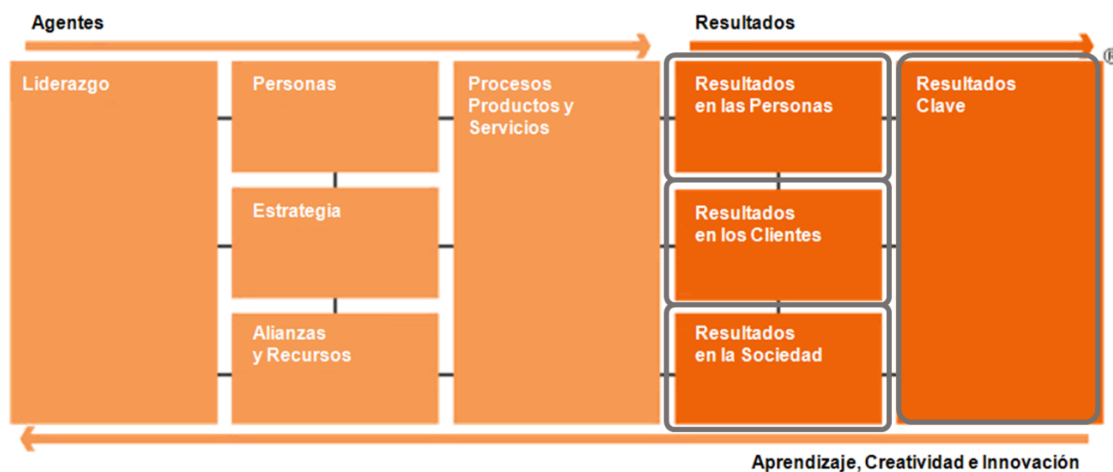 Agentes
Resultados
®
Liderazgo
Personas
Procesos
Productos y
Servicios
Resultados
en las Personas
Resultados
Clave
Estrategia
Resultados
en los Clientes
Alianzas
y Recursos
Resultados
en la Sociedad
Aprendizaje, Creatividad e Innovación